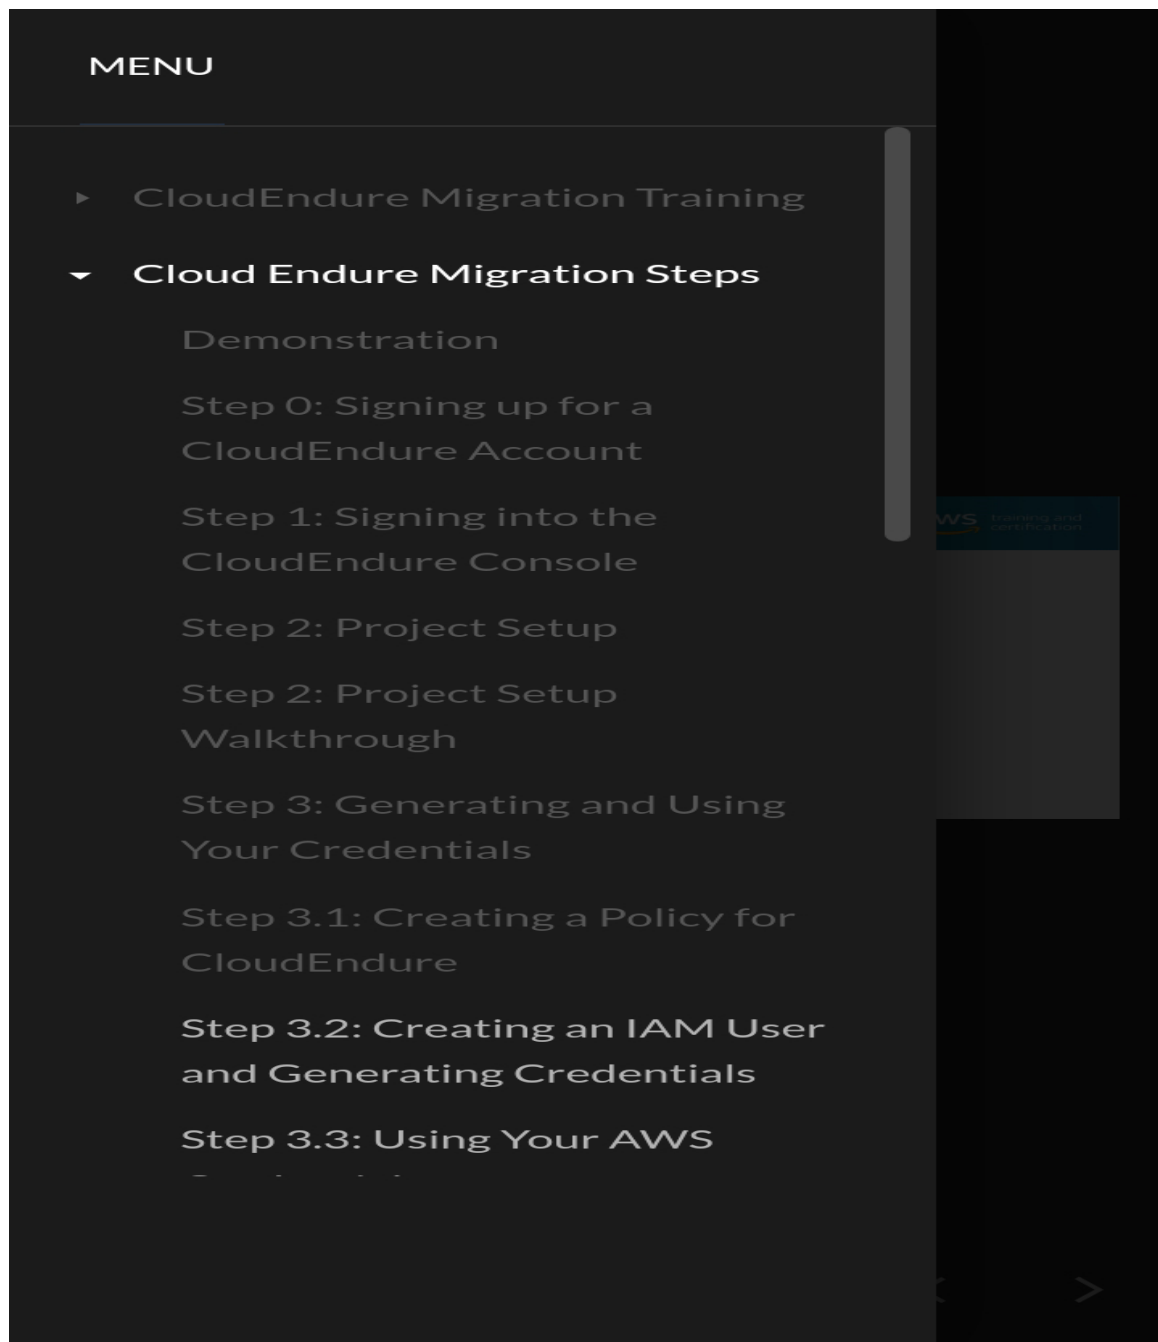 MENU
CloudEndure Migration Training
Cloud Endure Migration Steps
Demonstration
Step 0: Signing up for a
CloudEndure Account
Step 1: Signing into the
CloudEndure Console
Step 2: Project Setup
Step 2: Project Setup
Walkthrough
Step 3: Generating and Using
Your Credentials
Step 3.1: Creating a Policy for
CloudEndure
Step 3.2: Creating an IAM User
and Generating Credentials
Step 3.3: Using Your AWS
training and
certification